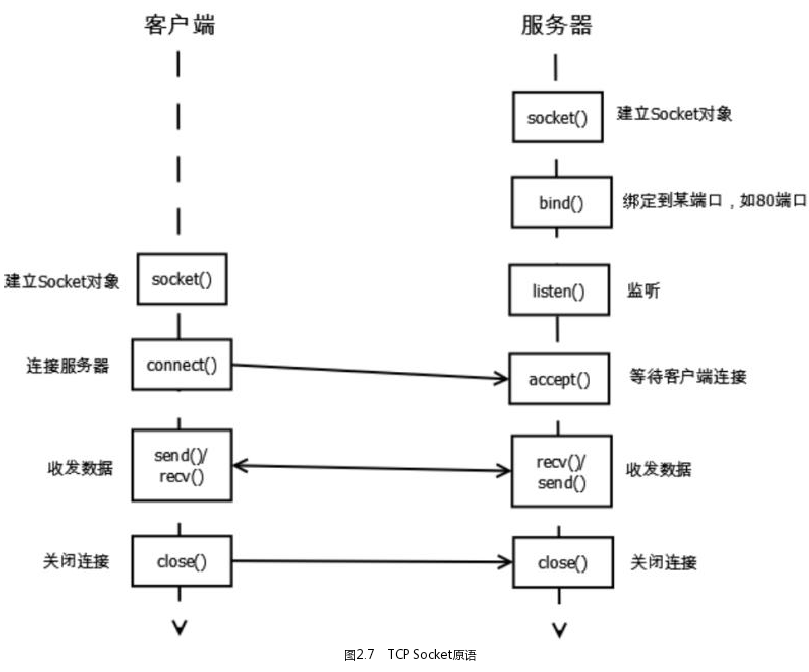 客户端
服务器
socket()
建立Socket对象
bind()
绑定到某端口，如80端口
建立Socket对象
socket()
listen()
监听
连接服务器
connect()
accept()
等待客户端连接
收发数据
send()/
recv()
recv()/
send()
收发数据
关闭连接
close()
close()
关闭连接
图2.7 TCP Socket原语